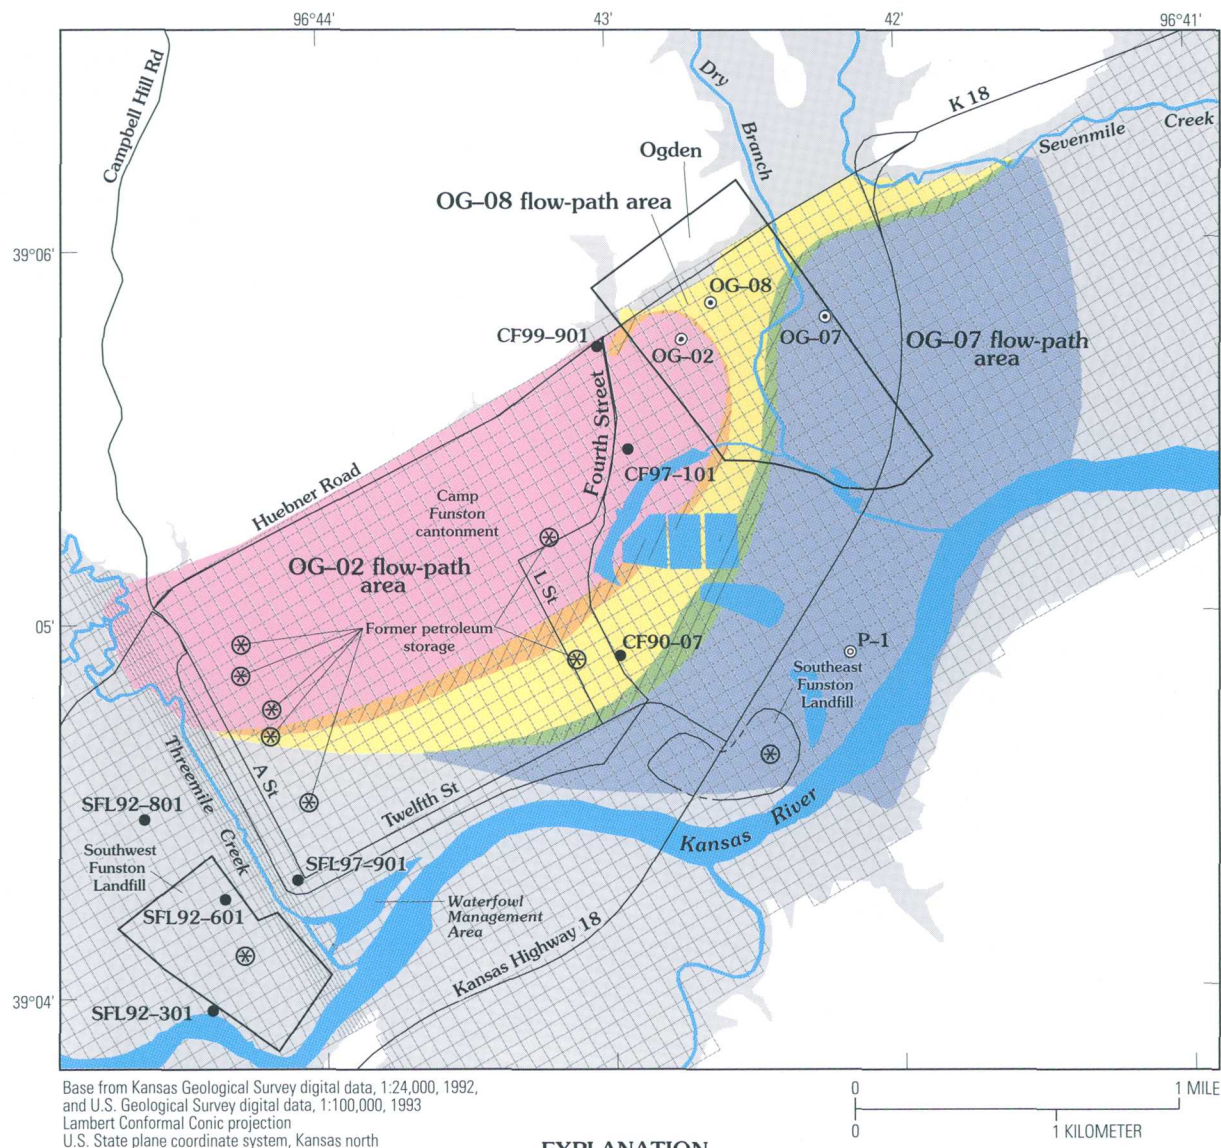 96°44'
43'
42'
96°41'
Campbell Hill Rd
Dry
Branch
K 18
Sevenmile Creek
Ogden
OG–08 flow-path area
39°06'
OG–08
CF99–901
OG–02
OG–07
OG–07 flow-path
area
Fourth Street
CF97–101
Huebner Road
Camp
Funston
cantonment
OG–02 flow-path
area
L St
05'
Former petroleum
storage
CF90–07
P–1
Southeast
Funston
Landfill
Threemile
Creek
A St
Twelfth St
SFL92–801
Kansas River
Southwest
Funston
Landfill
SFL97–901
SFL92–601
Waterfowl
Management
Area
Kansas Highway 18
39°04'
SFL92–301
Base from Kansas Geological Survey digital data, 1:24,000, 1992,
and U.S. Geological Survey digital data, 1:100,000, 1993
Lambert Conformal Conic projection
U.S. State plane coordinate system, Kansas north
0
1 MILE
0
1 KILOMETER
EXPLANATION